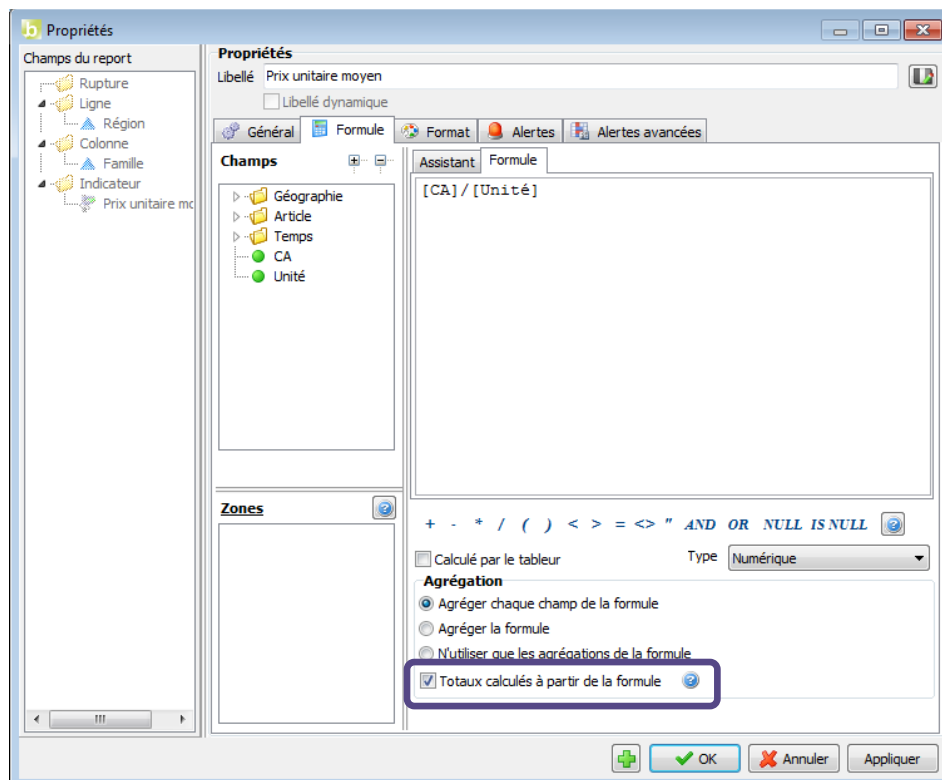 Propriétés
Champs du report
Rupture
Ligne
Région
Colonne
Famille
Indicateur
Prix unitaire mo
Propriétés
Libellé Prix unitaire moyen
Libellé dynamique
Général Formule Format Alertes Alertes avancées
Champs
Géographie
Article
Temps
CA
Unité
Zones
Assistant Formule
[CA]/[Unité]
+ - * / ( ) < > = <> " AND OR NULL IS NULL
Calculé par le tableur Type Numérique
Agrégation
Agréger chaque champ de la formule
Agréger la formule
N'utiliser que les agrégations de la formule
Totaux calculés à partir de la formule
OK Annuler Appliquer